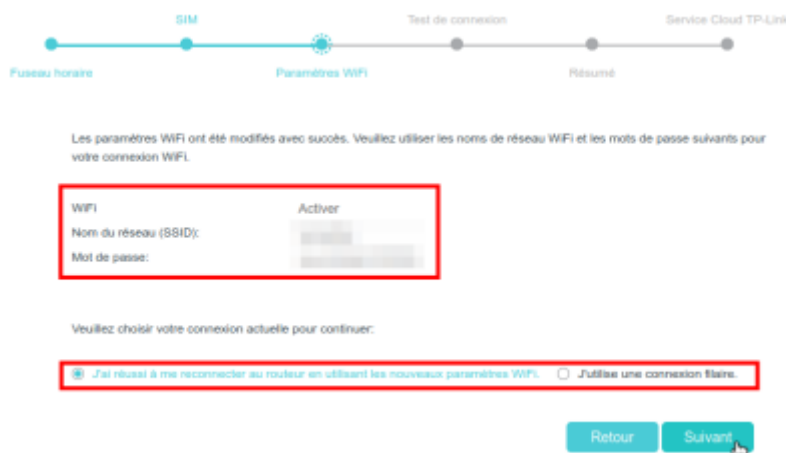 SIM
Test de connexion
Service Cloud TP-Link
Fuseau horaire
Paramètres WiFi
Résumé
Les paramètres WiFi ont été modifiés avec succès. Veuillez utiliser les noms de réseau WiFi et les mots de passe suivants pour
votre connexion WiFi.
WiFi Activer
Nom du réseau (SSID):
Mot de passe:
Veuillez choisir votre connexion actuelle pour continuer:
J'ai réussi à me reconnecter au routeur en utilisant les nouveaux paramètres WiFi. J'utilise une connexion filaire.
Retour Suivant